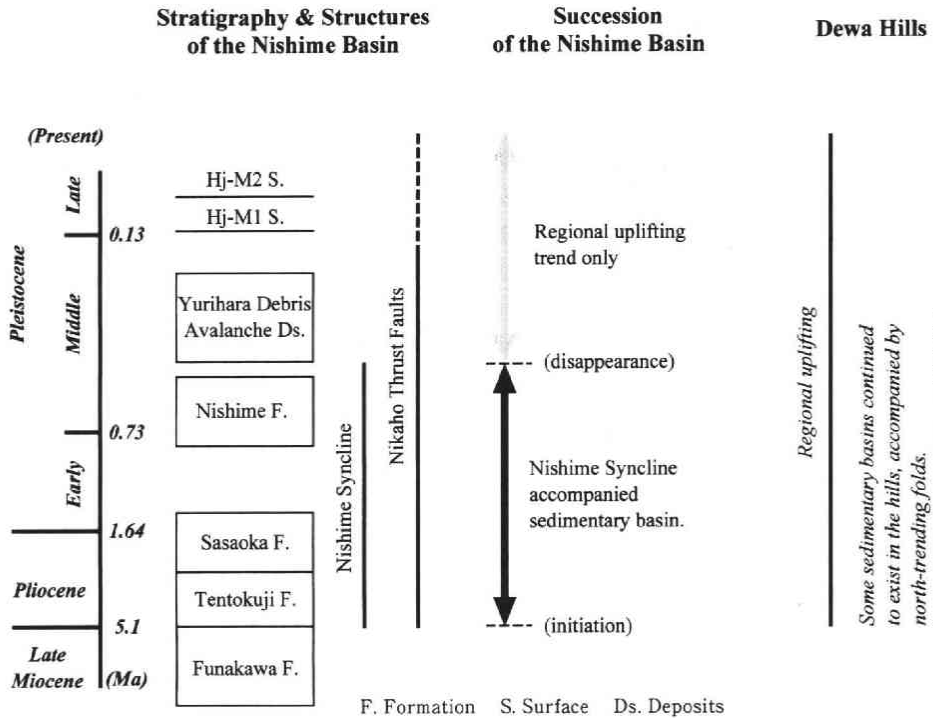 Stratigraphy & Structures
of the Nishime Basin
Succession
of the Nishime Basin
Dewa Hills
(Present)
Pleistocene
Late
Middle
Early
Pliocene
Late
Miocene
0.13
0.73
1.64
5.1
(Ma)
Hj-M2 S.
Hj-M1 S.
Yurihara Debris
Avalanche Ds.
Nishime F.
Sasaoka F.
Tentokuji F.
Funakawa F.
Nishime Syncline
Nikaho Thrust Faults
Regional uplifting
trend only
(disappearance)
Nishime Syncline
accompanied
sedimentary basin.
(initiation)
Regional uplifting
Some sedimentary basins continued
to exist in the hills, accompanied by
north-trending folds.
F. Formation S. Surface Ds. Deposits